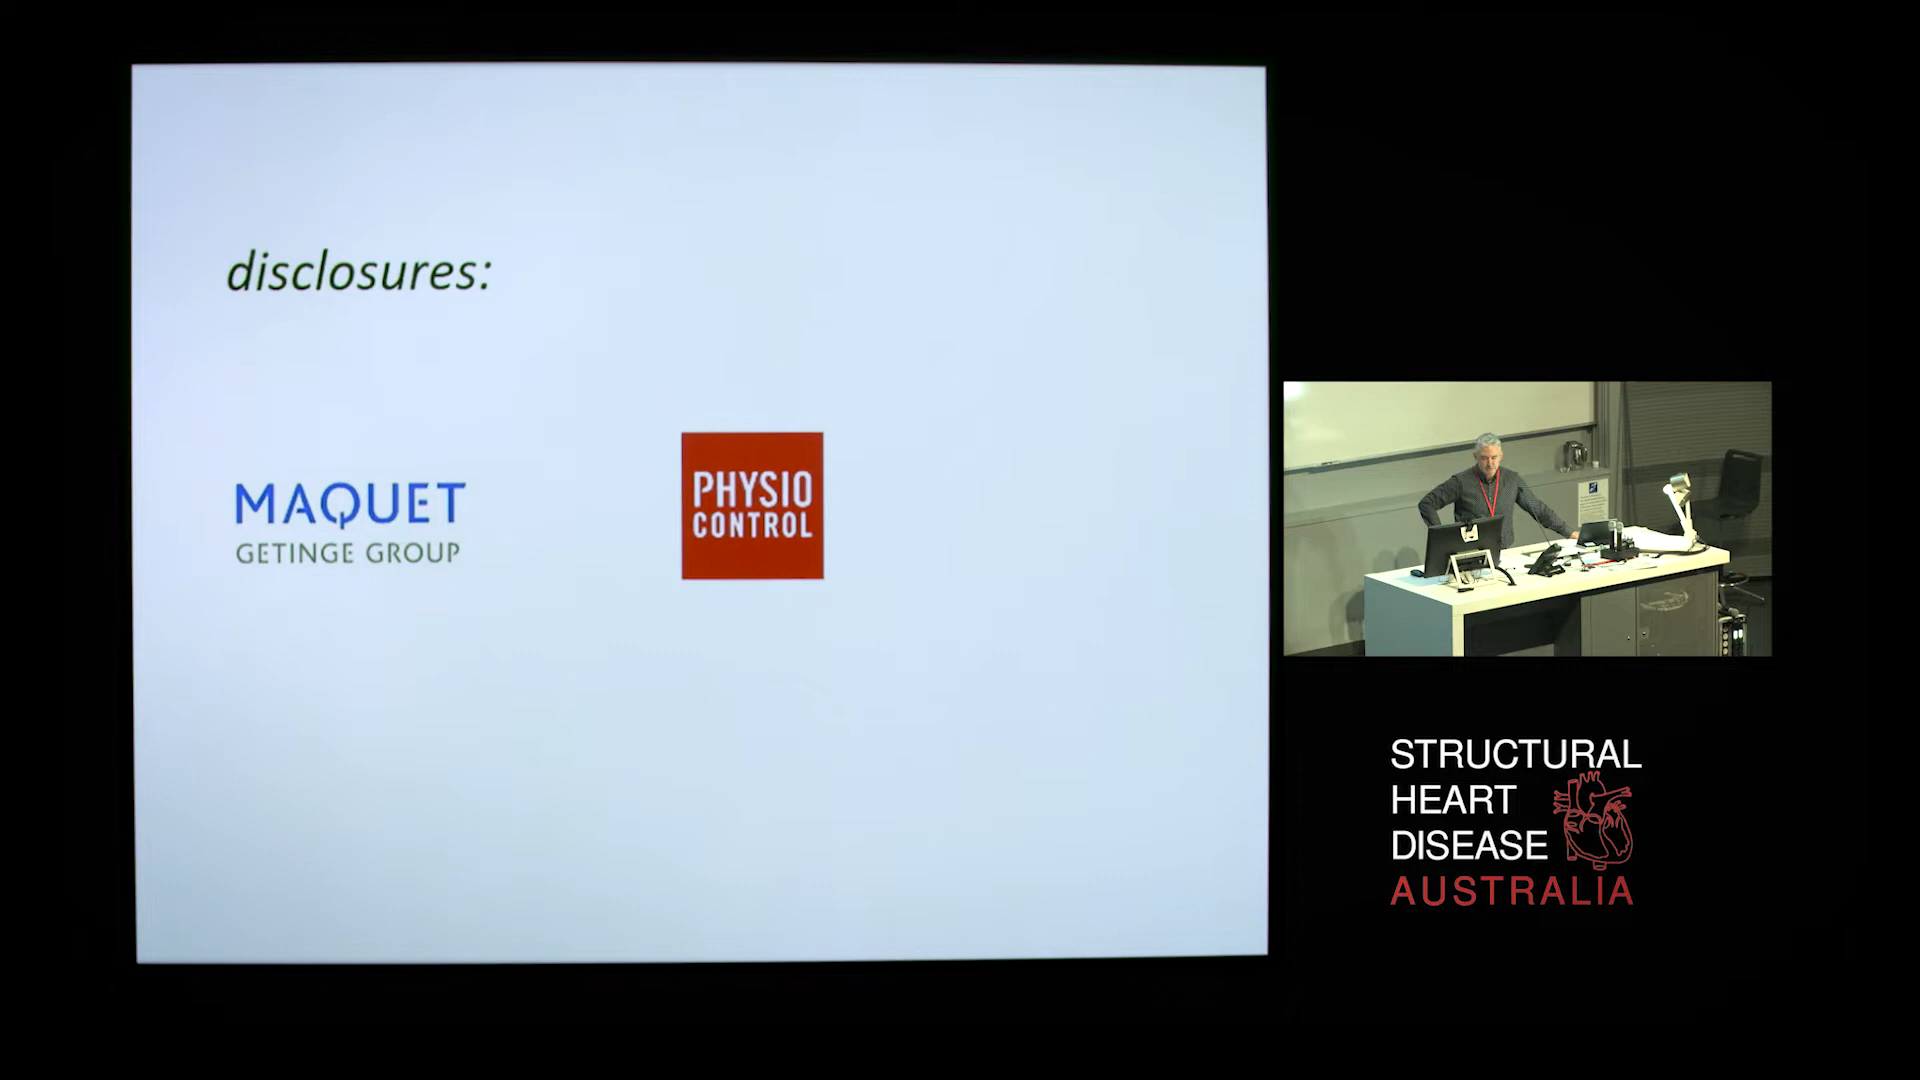 disclosures:
MAQUET
GETINGE GROUP
PHYSIO
CONTROL
STRUCTURAL
HEART
DISEASE
AUSTRALIA